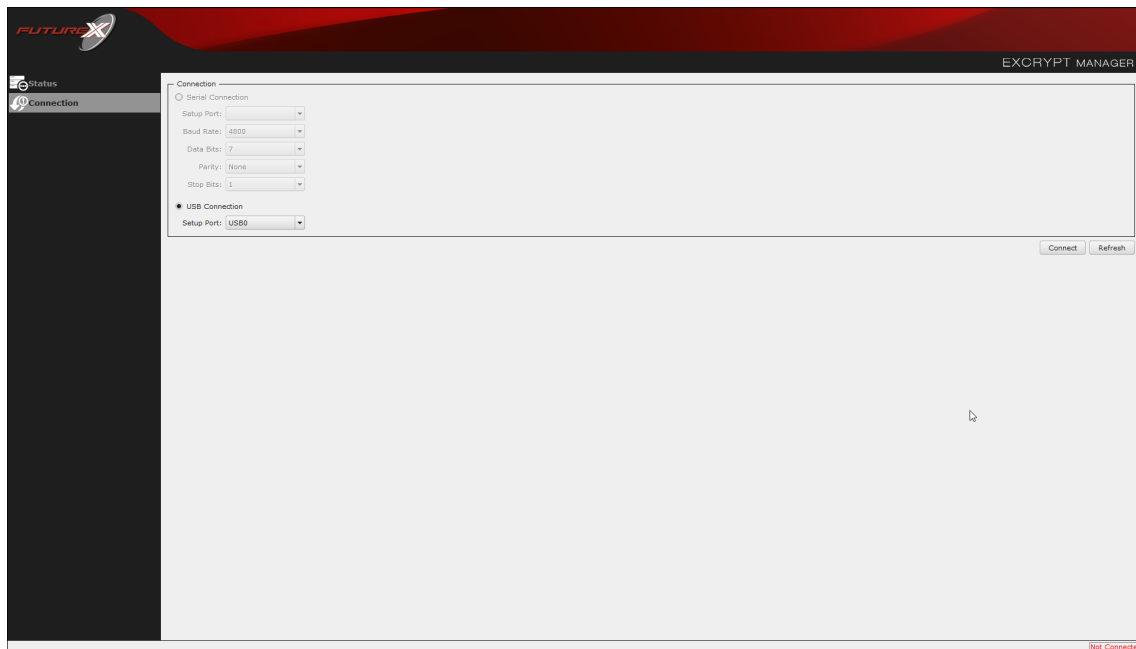 FUTUREX
EXCRYPT MANAGER
Status
Connection
Connection
Serial Connection
Setup Port:
Baud Rate: 4800
Data Bits: 7
Parity: None
Stop Bits: 1
USB Connection
Setup Port: USB0
Connect Refresh
Not Connecte